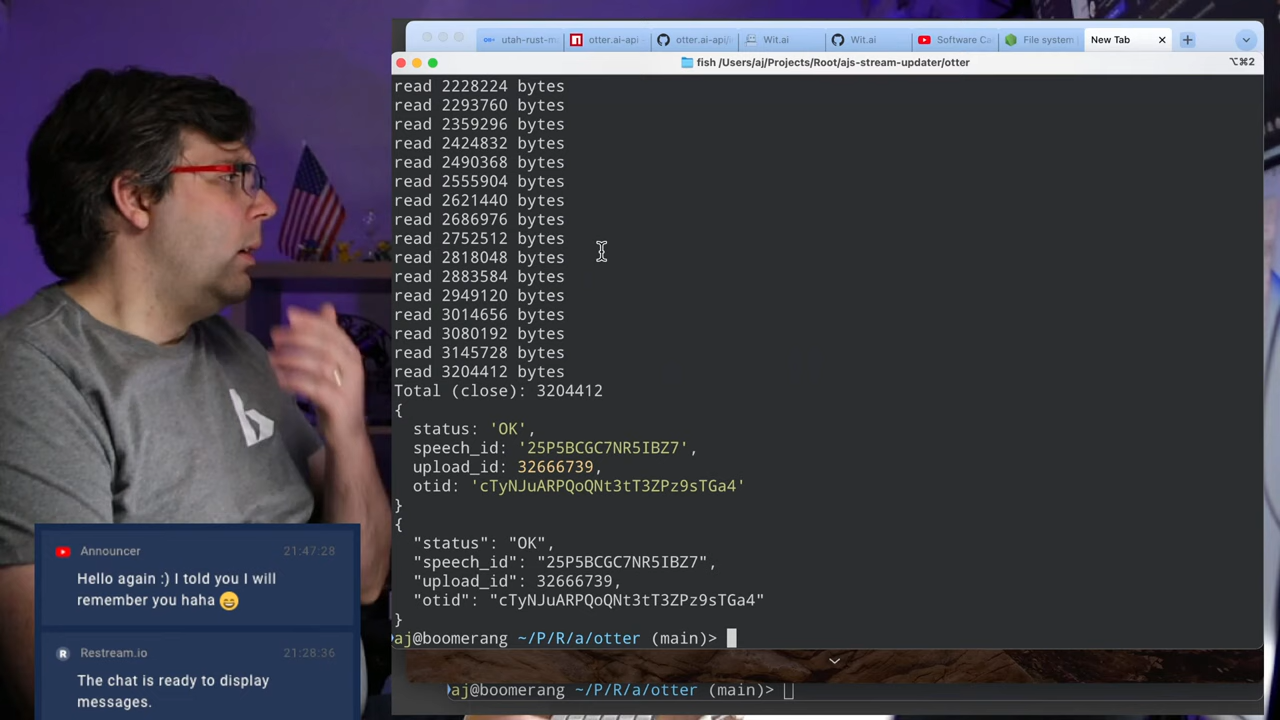 utah-rust-m
otter.ai-api-
otter.ai-api/
Wit.ai
Wit.ai
Software Ca
File system
New Tab
fish /Users/aj/Projects/Root/ajs-stream-updater/otter
⌥⌘2
read 2228224 bytes
read 2293760 bytes
read 2359296 bytes
read 2424832 bytes
read 2490368 bytes
read 2555904 bytes
read 2621440 bytes
read 2686976 bytes
read 2752512 bytes
read 2818048 bytes
read 2883584 bytes
read 2949120 bytes
read 3014656 bytes
read 3080192 bytes
read 3145728 bytes
read 3204412 bytes
Total (close): 3204412
{
status: 'OK',
speech_id: '25P5BCGC7NR5IBZ7',
upload_id: 32666739,
otid: 'cTyNJuARPQoQNt3tT3ZPz9sTGa4'
}
{
"status": "OK",
"speech_id": "25P5BCGC7NR5IBZ7",
"upload_id": 32666739,
"otid": "cTyNJuARPQoQNt3tT3ZPz9sTGa4"
}
aj@boomerang ~/P/R/a/otter (main)>
aj@boomerang ~/P/R/a/otter (main)>
Announcer 21:47:28
Hello again :) I told you I will
remember you haha 😄
Restream.io 21:28:36
The chat is ready to display
messages.